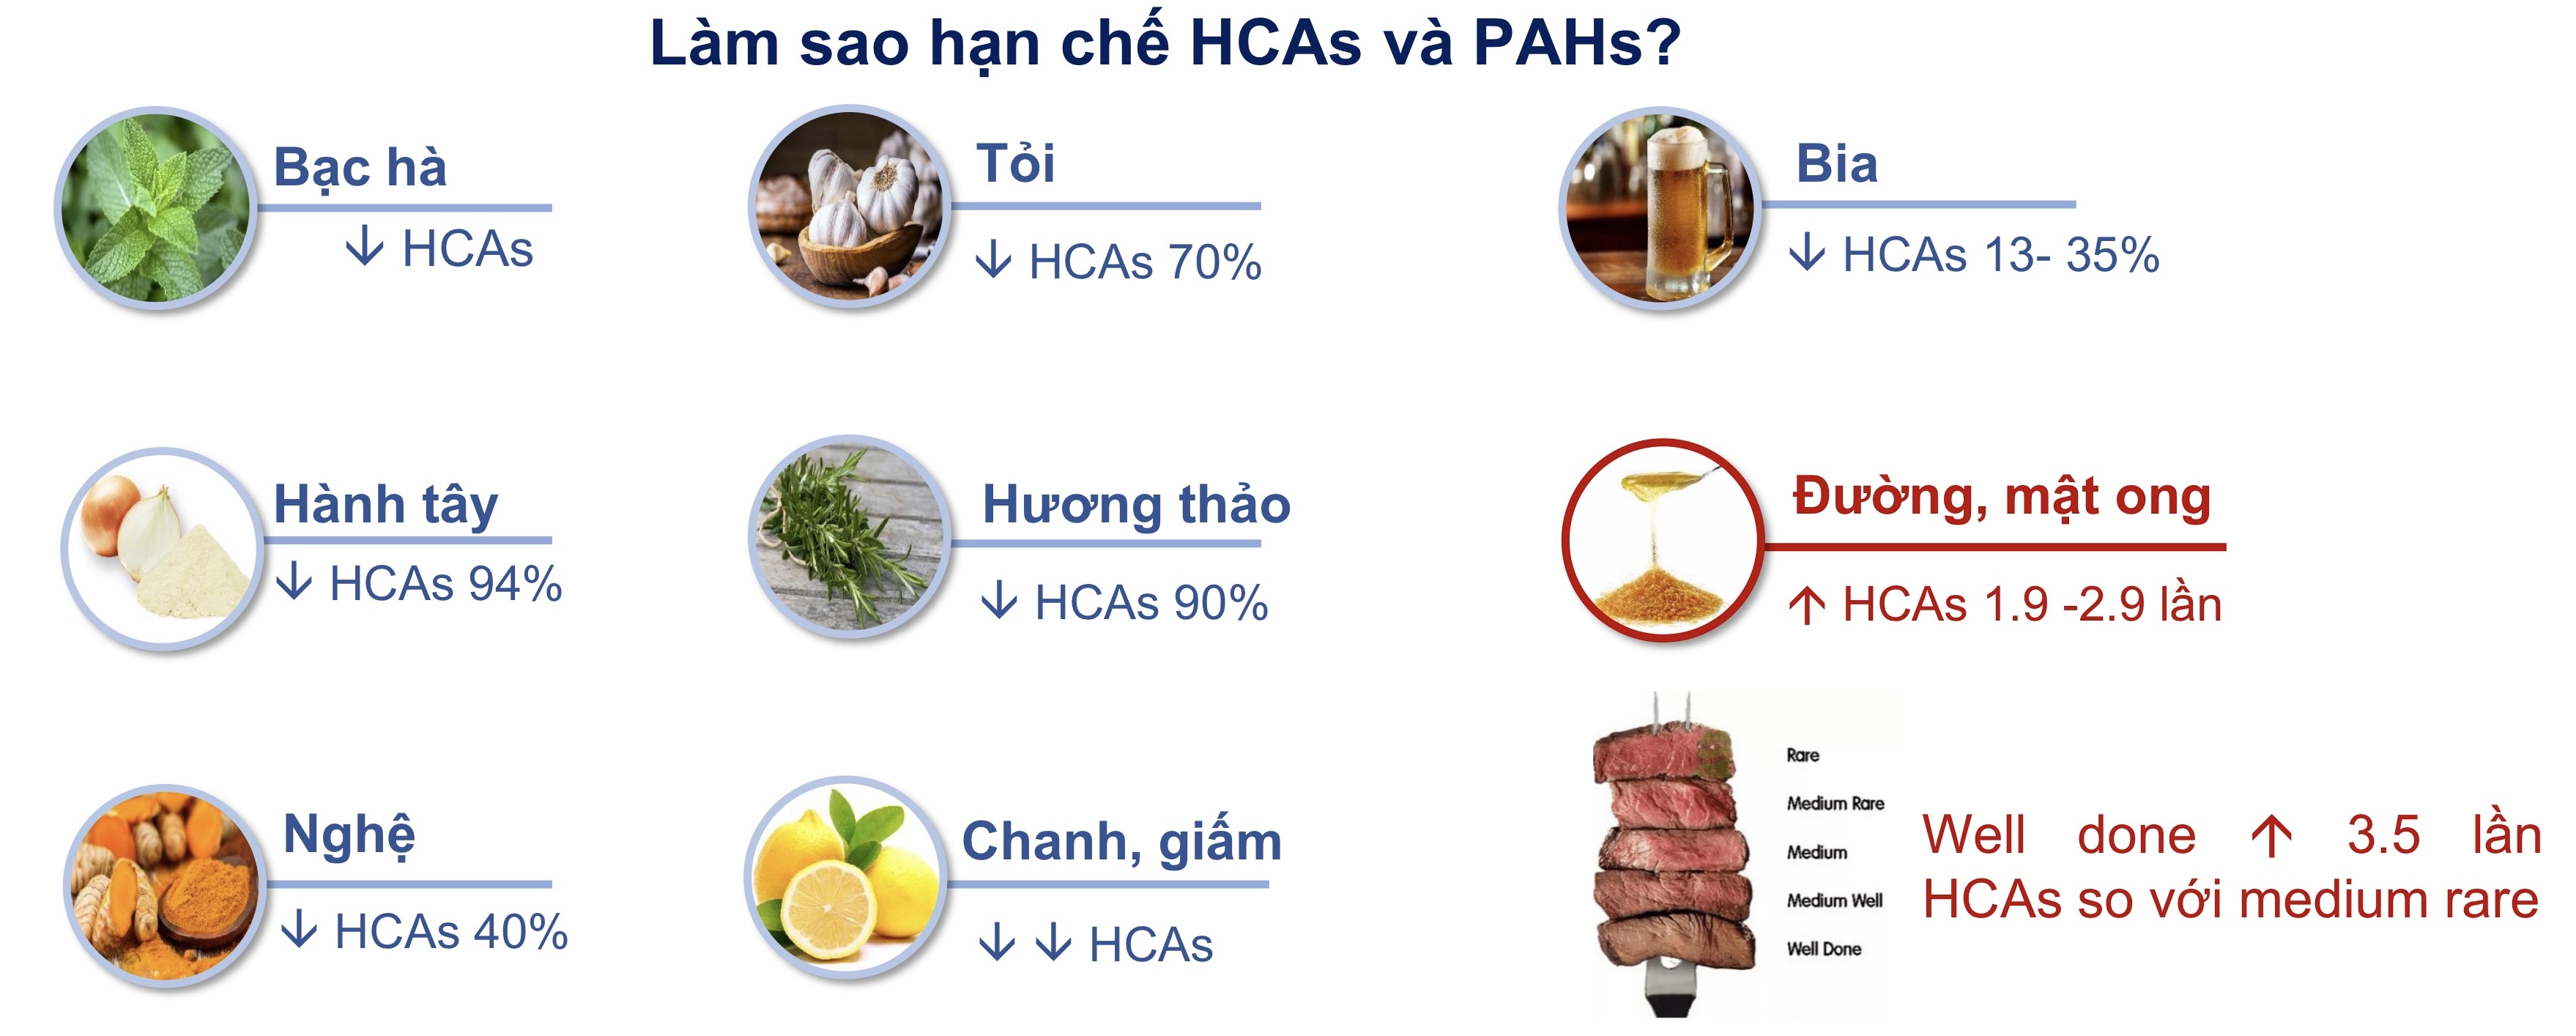 Làm sao hạn chế HCAs và PAHs?
Bạc hà
↓ HCAs
Tỏi
↓ HCAs 70%
Bia
↓ HCAs 13- 35%
Hành tây
↓ HCAs 94%
Hương thảo
↓ HCAs 90%
Đường, mật ong
↑ HCAs 1.9 -2.9 lần
Nghệ
↓ HCAs 40%
Chanh, giấm
↓ ↓ HCAs
Rare
Medium Rare
Medium
Medium Well
Well Done
Well done ↑ 3.5 lần
HCAs so với medium rare